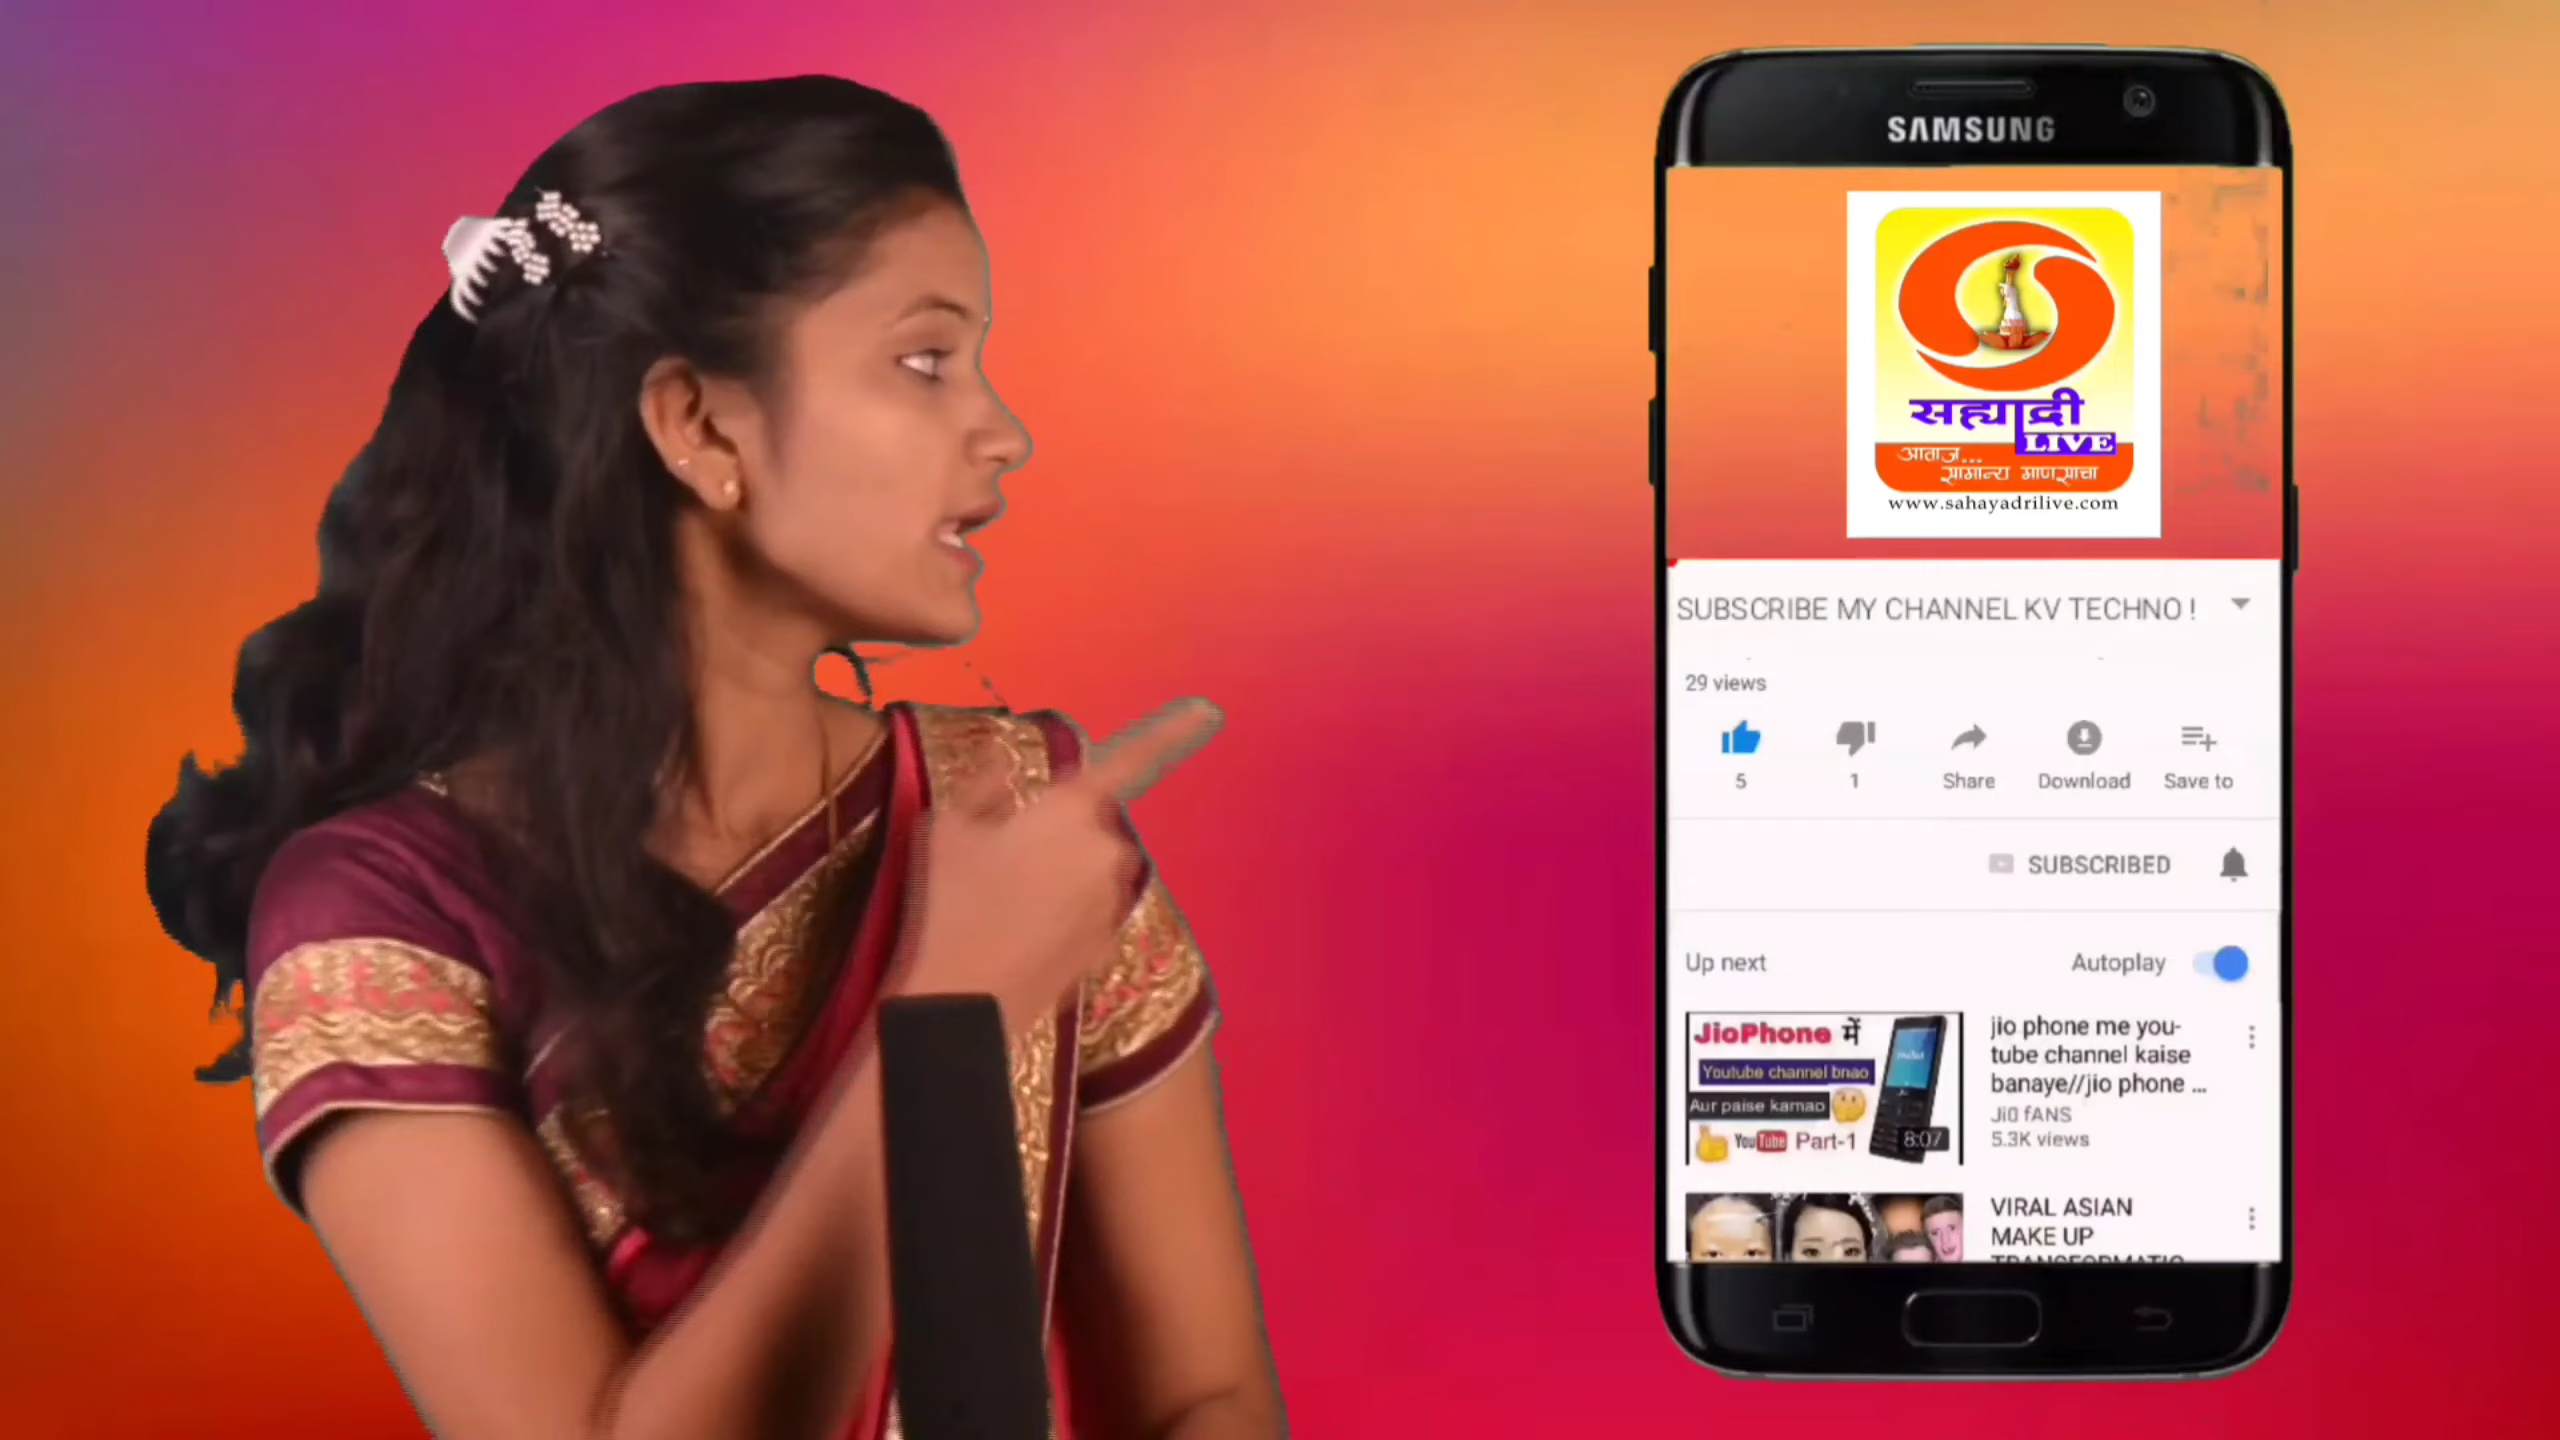 SAMSUNG
सह्याद्री
LIVE
आवाज...
सामान्य माणसाचा
www.sahayadrilive.com
SUBSCRIBE MY CHANNEL KV TECHNO !
29 views
5
1
Share
Download
Save to
SUBSCRIBED
Up next
Autoplay
JioPhone में
Youtube channel bnao
Aur paise kamao
YouTube Part-1
8:07
jio phone me you-
tube channel kaise
banaye//jio phone ...
Jio fANS
5.3K views
VIRAL ASIAN
MAKE UP